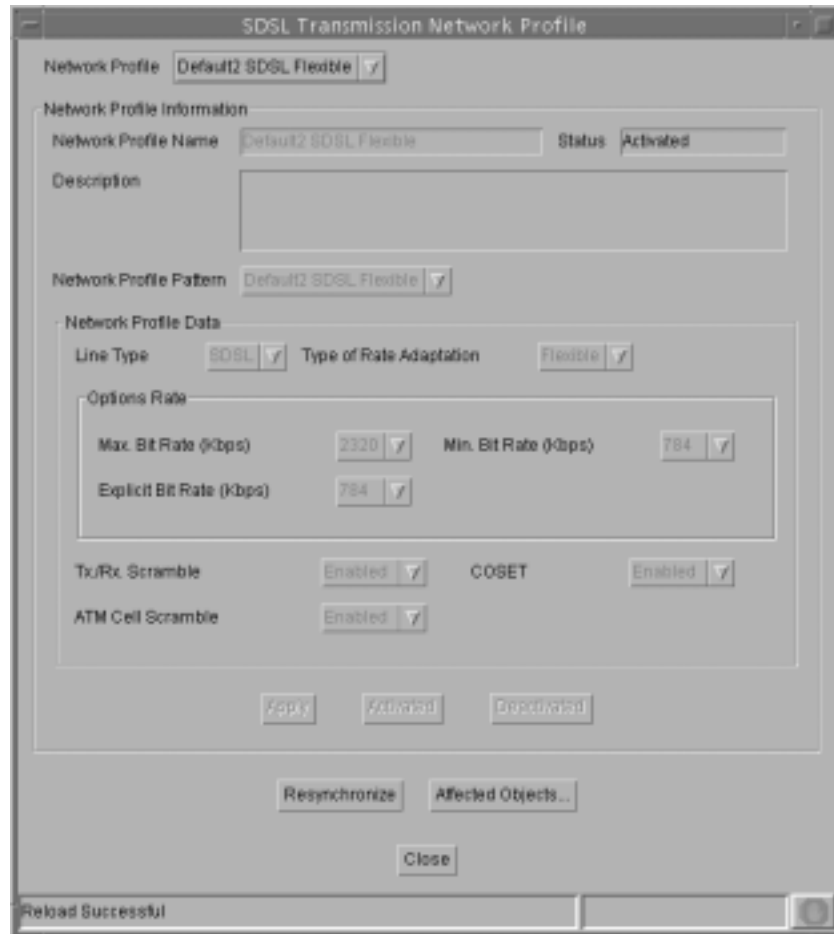 SDSL Transmission Network Profile
Network Profile Default2 SDSL Flexible
Network Profile Information
Network Profile Name Default2 SDSL Flexible Status Activated
Description
Network Profile Pattern Default2 SDSL Flexible
Network Profile Data
Line Type SDSL Type of Rate Adaptation Flexible
Options Rate
Max. Bit Rate (Kbps) 2320 Min. Bit Rate (Kbps) 784
Explicit Bit Rate (Kbps) 784
Tx/Rx. Scramble Enabled COSET Enabled
ATM Cell Scramble Enabled
Apply Activated Deactivated
Resynchronize Affected Objects...
Close
Reload Successful